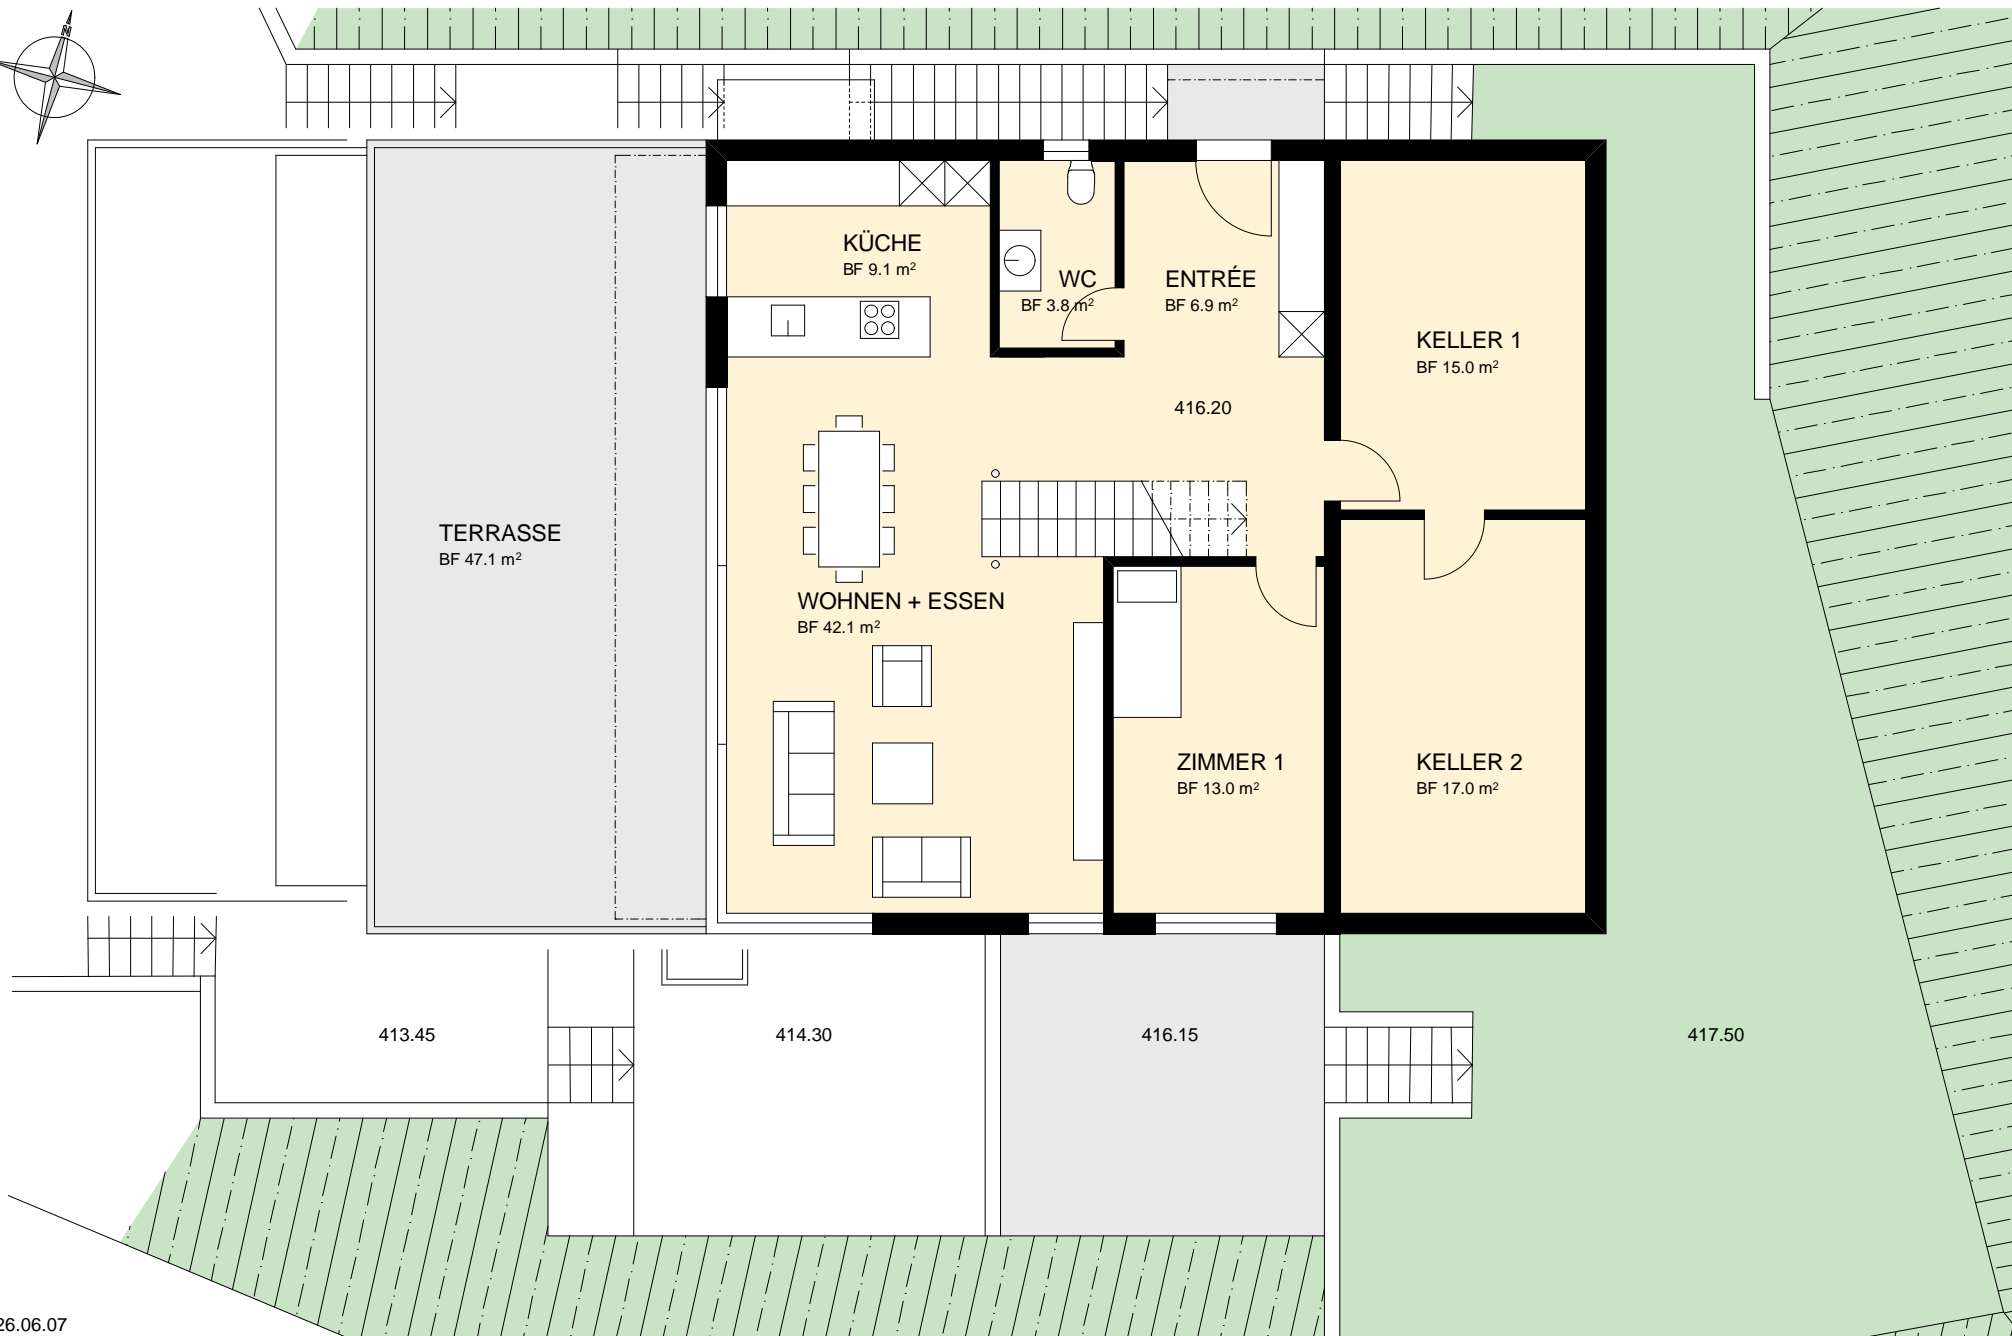 N
KÜCHE
BF 9.1 m²
WC
BF 3.8 m²
ENTRÉE
BF 6.9 m²
KELLER 1
BF 15.0 m²
416.20
TERRASSE
BF 47.1 m²
WOHNEN + ESSEN
BF 42.1 m²
ZIMMER 1
BF 13.0 m²
KELLER 2
BF 17.0 m²
413.45
414.30
416.15
417.50
26.06.07